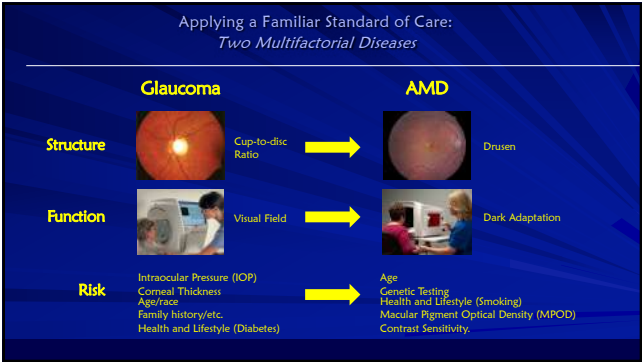 Applying a Familiar Standard of Care:
Two Multifactorial Diseases
Glaucoma
AMD
Structure
Cup-to-disc
Ratio
Drusen
Function
Visual Field
Dark Adaptation
Risk
Intraocular Pressure (IOP)
Corneal Thickness
Age/race
Family history/etc.
Health and Lifestyle (Diabetes)
Age
Genetic Testing
Health and Lifestyle (Smoking)
Macular Pigment Optical Density (MPOD)
Contrast Sensitivity.